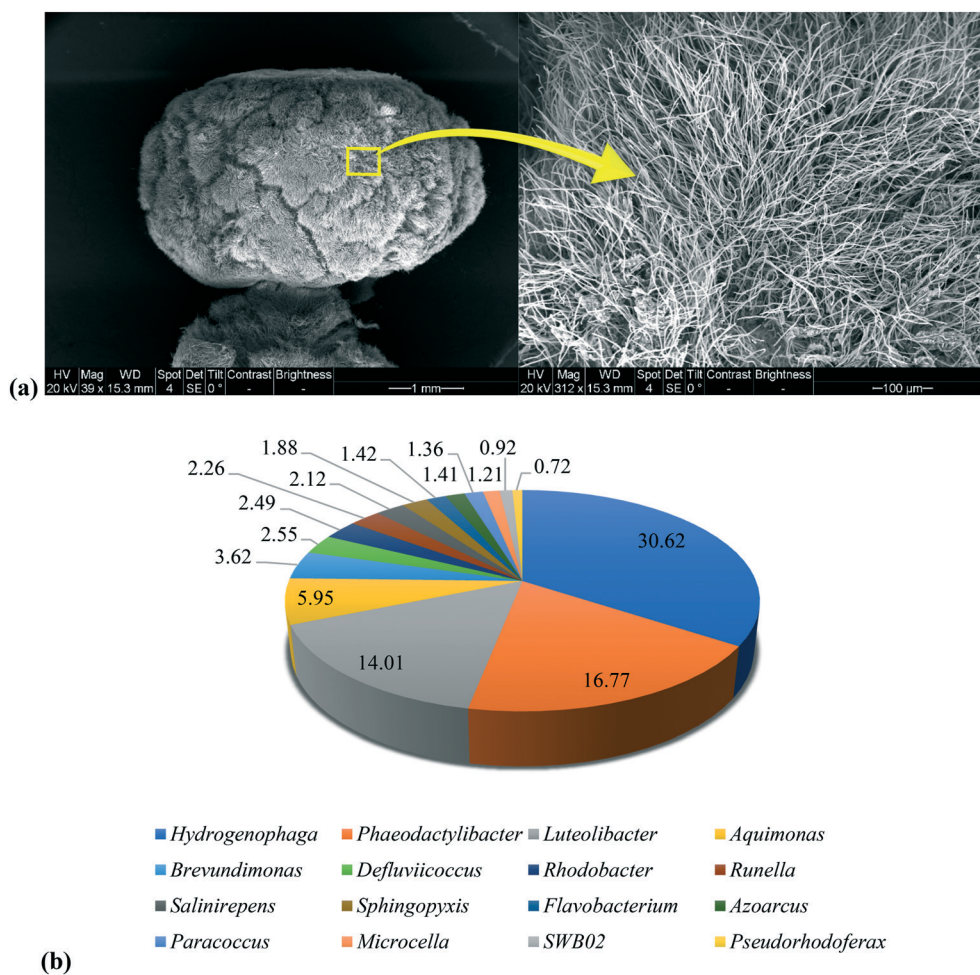 HV Mag WD Spot Det Tilt Contrast Brightness
20 kV 39 x 15.3 mm 4 SE 0° - - 1 mm
HV Mag WD Spot Det Tilt Contrast Brightness
20 kV 312 x 15.3 mm 4 SE 0° - - 100 µm
(a)
1.88
1.42
1.36
0.92
2.26
2.12
1.41
1.21
0.72
2.49
2.55
3.62
30.62
5.95
14.01
16.77
Hydrogenophaga Phaeodactylibacter Luteolibacter Aquimonas
Brevundimonas Defluviicoccus Rhodobacter Runella
Salinirepens Sphingopyxis Flavobacterium Azoarcus
Paracoccus Microcella SWB02 Pseudorhodoferax
(b)